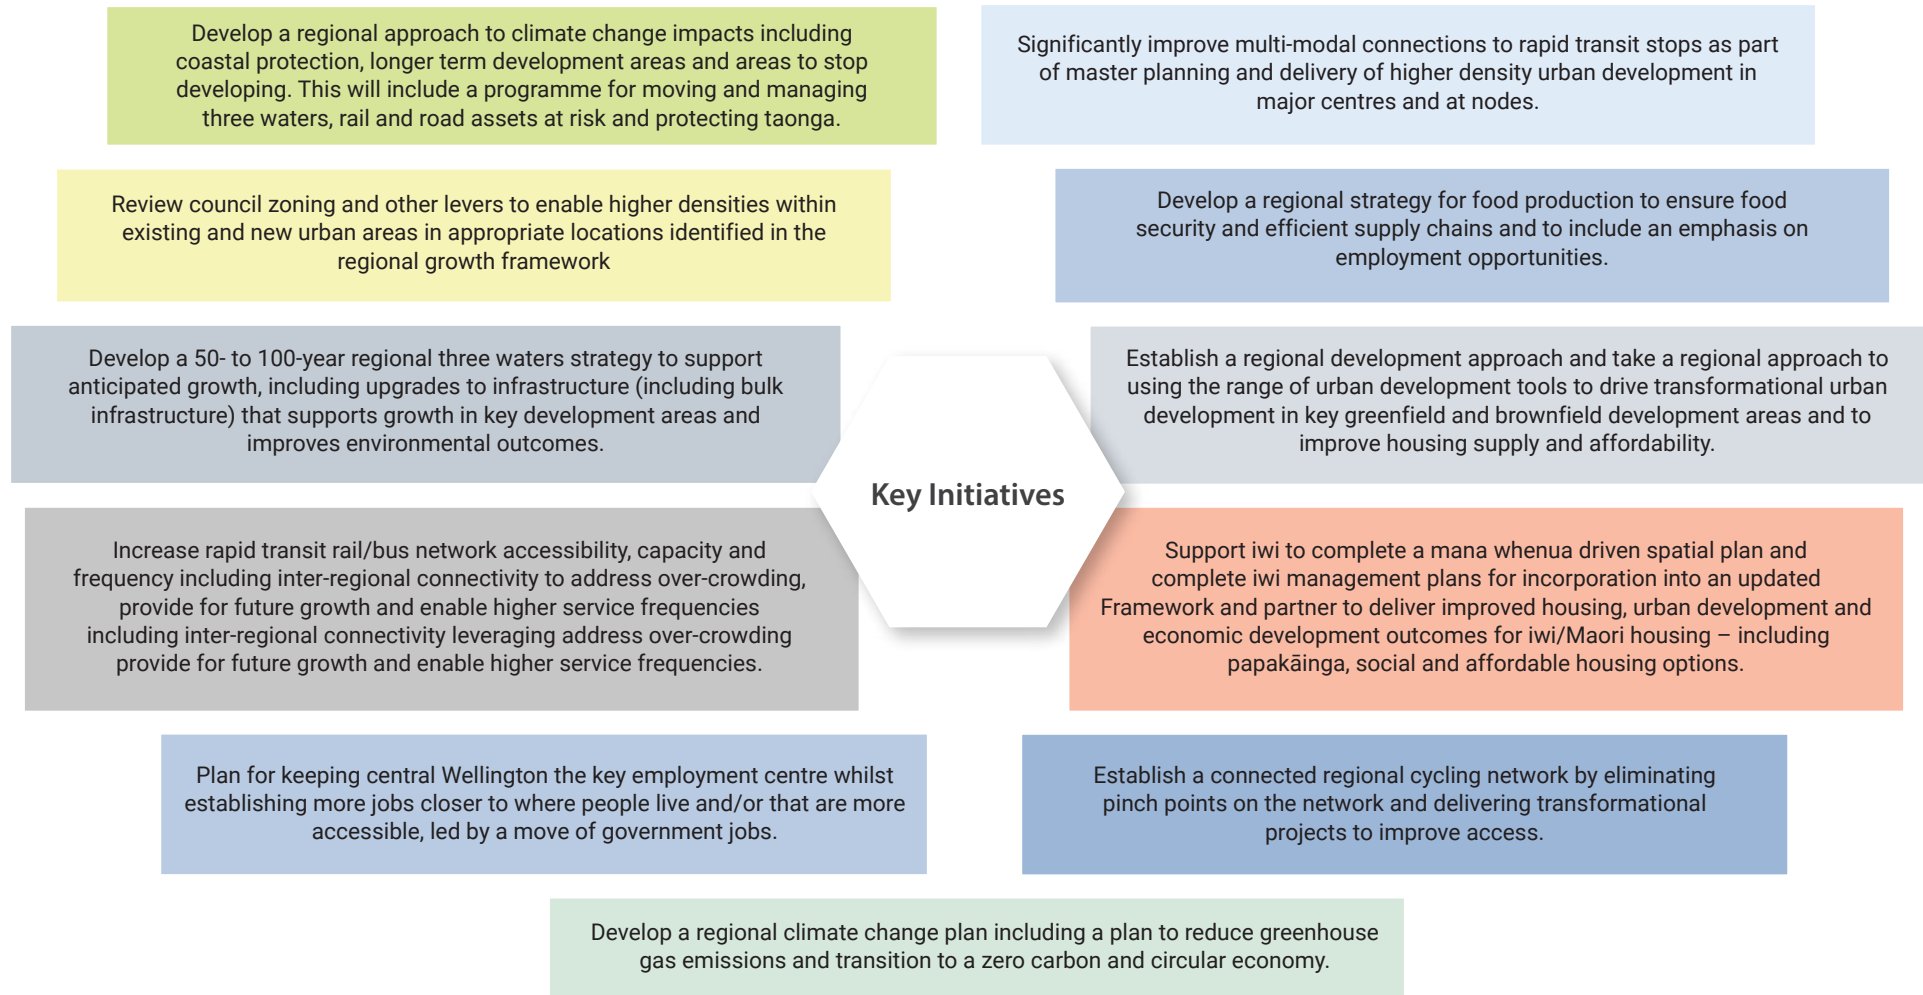 Develop a regional approach to climate change impacts including
coastal protection, longer term development areas and areas to stop
developing. This will include a programme for moving and managing
three waters, rail and road assets at risk and protecting taonga.
Significantly improve multi-modal connections to rapid transit stops as part
of master planning and delivery of higher density urban development in
major centres and at nodes.
Review council zoning and other levers to enable higher densities within
existing and new urban areas in appropriate locations identified in the
regional growth framework
Develop a regional strategy for food production to ensure food
security and efficient supply chains and to include an emphasis on
employment opportunities.
Develop a 50- to 100-year regional three waters strategy to support
anticipated growth, including upgrades to infrastructure (including bulk
infrastructure) that supports growth in key development areas and
improves environmental outcomes.
Establish a regional development approach and take a regional approach to
using the range of urban development tools to drive transformational urban
development in key greenfield and brownfield development areas and to
improve housing supply and affordability.
Key Initiatives
Increase rapid transit rail/bus network accessibility, capacity and
frequency including inter-regional connectivity to address over-crowding,
provide for future growth and enable higher service frequencies
including inter-regional connectivity leveraging address over-crowding
provide for future growth and enable higher service frequencies.
Support iwi to complete a mana whenua driven spatial plan and
complete iwi management plans for incorporation into an updated
Framework and partner to deliver improved housing, urban development and
economic development outcomes for iwi/Maori housing – including
papakāinga, social and affordable housing options.
Plan for keeping central Wellington the key employment centre whilst
establishing more jobs closer to where people live and/or that are more
accessible, led by a move of government jobs.
Establish a connected regional cycling network by eliminating
pinch points on the network and delivering transformational
projects to improve access.
Develop a regional climate change plan including a plan to reduce greenhouse
gas emissions and transition to a zero carbon and circular economy.